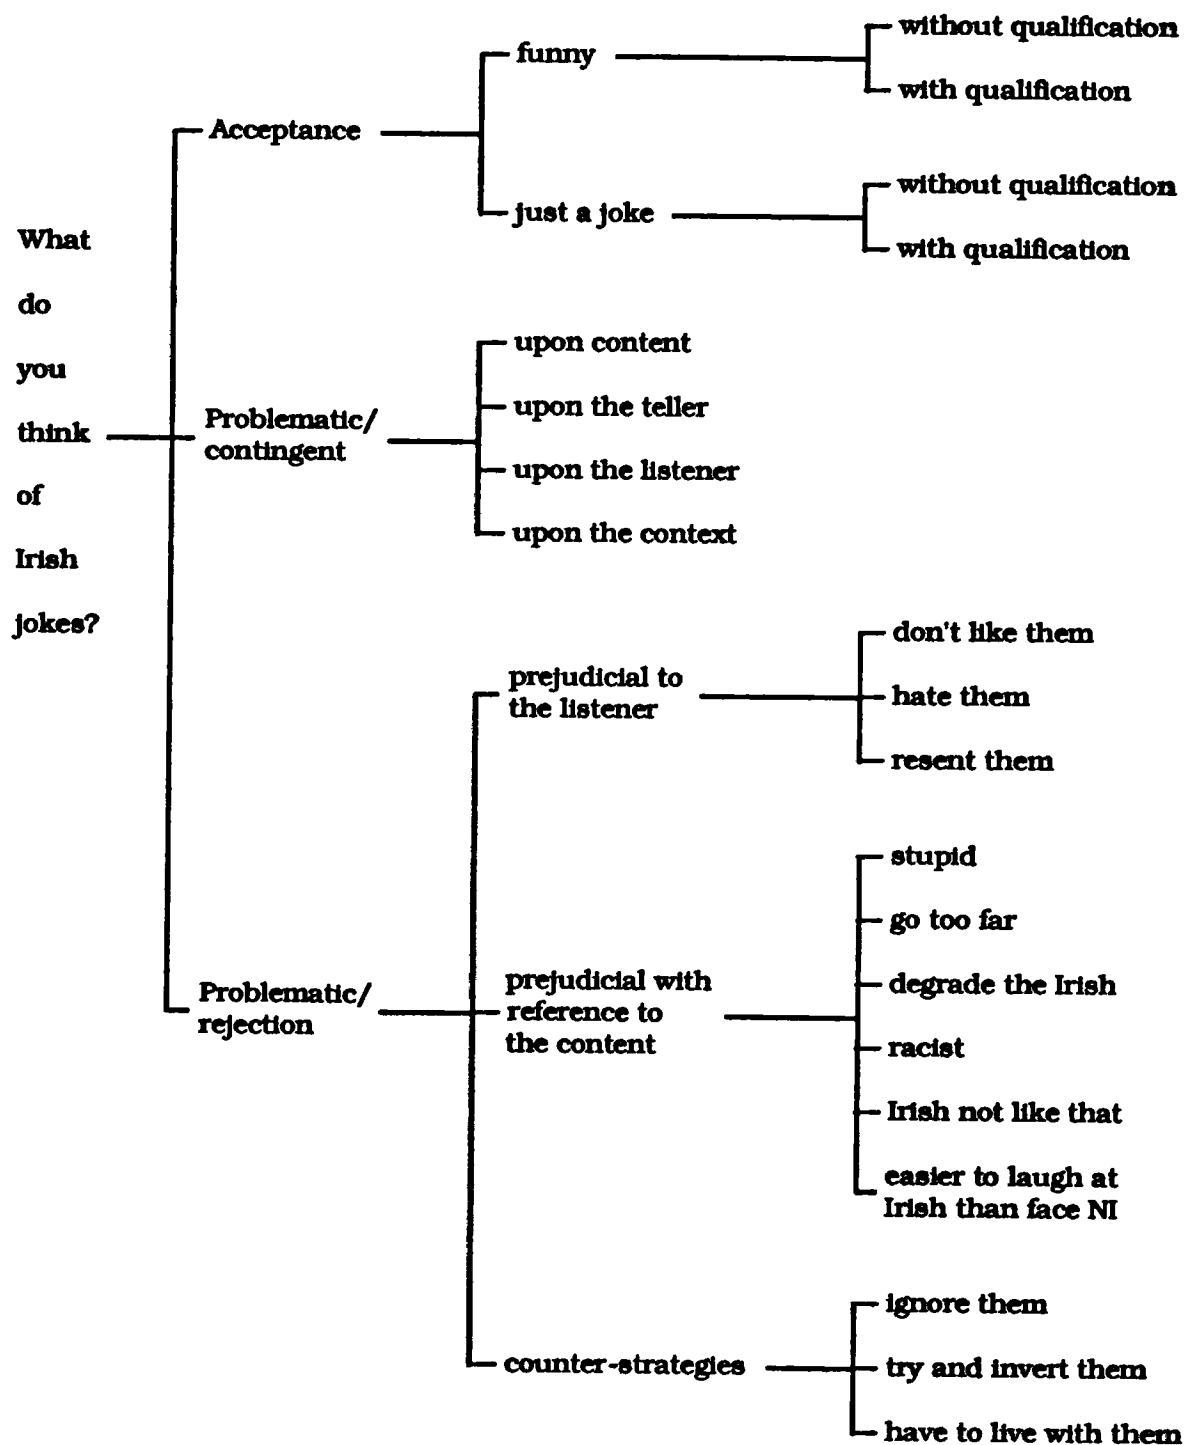 What
do
you
think
of
Irish
jokes?
Acceptance
funny
without qualification
with qualification
just a joke
without qualification
with qualification
Problematic/
contingent
upon content
upon the teller
upon the listener
upon the context
Problematic/
rejection
prejudicial to
the listener
don't like them
hate them
resent them
prejudicial with
reference to
the content
stupid
go too far
degrade the Irish
racist
Irish not like that
easier to laugh at
Irish than face NI
counter-strategies
ignore them
try and invert them
have to live with them